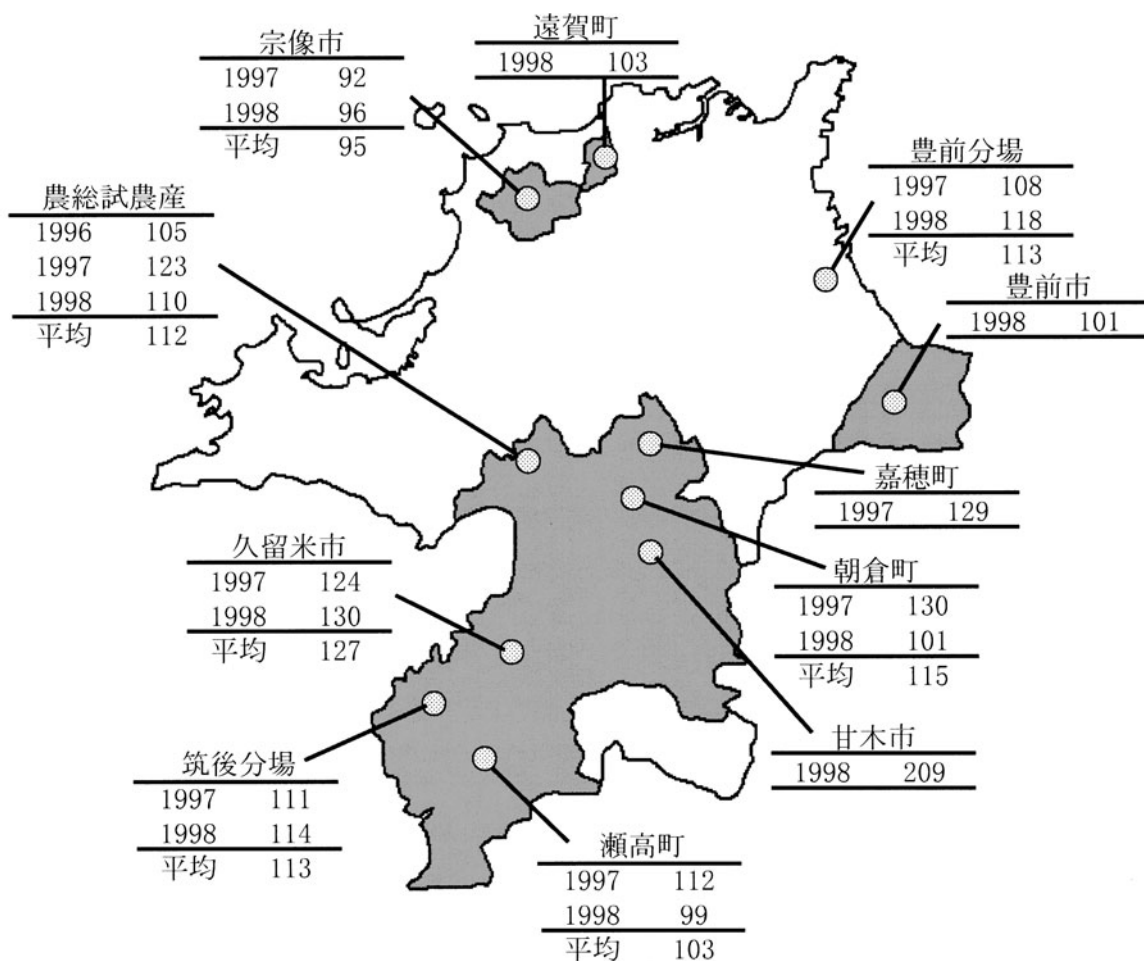 宗像市
1997 92
1998 96
平均 95
遠賀町
1998 103
農総試農産
1996 105
1997 123
1998 110
平均 112
豊前分場
1997 108
1998 118
平均 113
豊前市
1998 101
嘉穂町
1997 129
久留米市
1997 124
1998 130
平均 127
朝倉町
1997 130
1998 101
平均 115
甘木市
1998 209
筑後分場
1997 111
1998 114
平均 113
瀬高町
1997 112
1998 99
平均 103